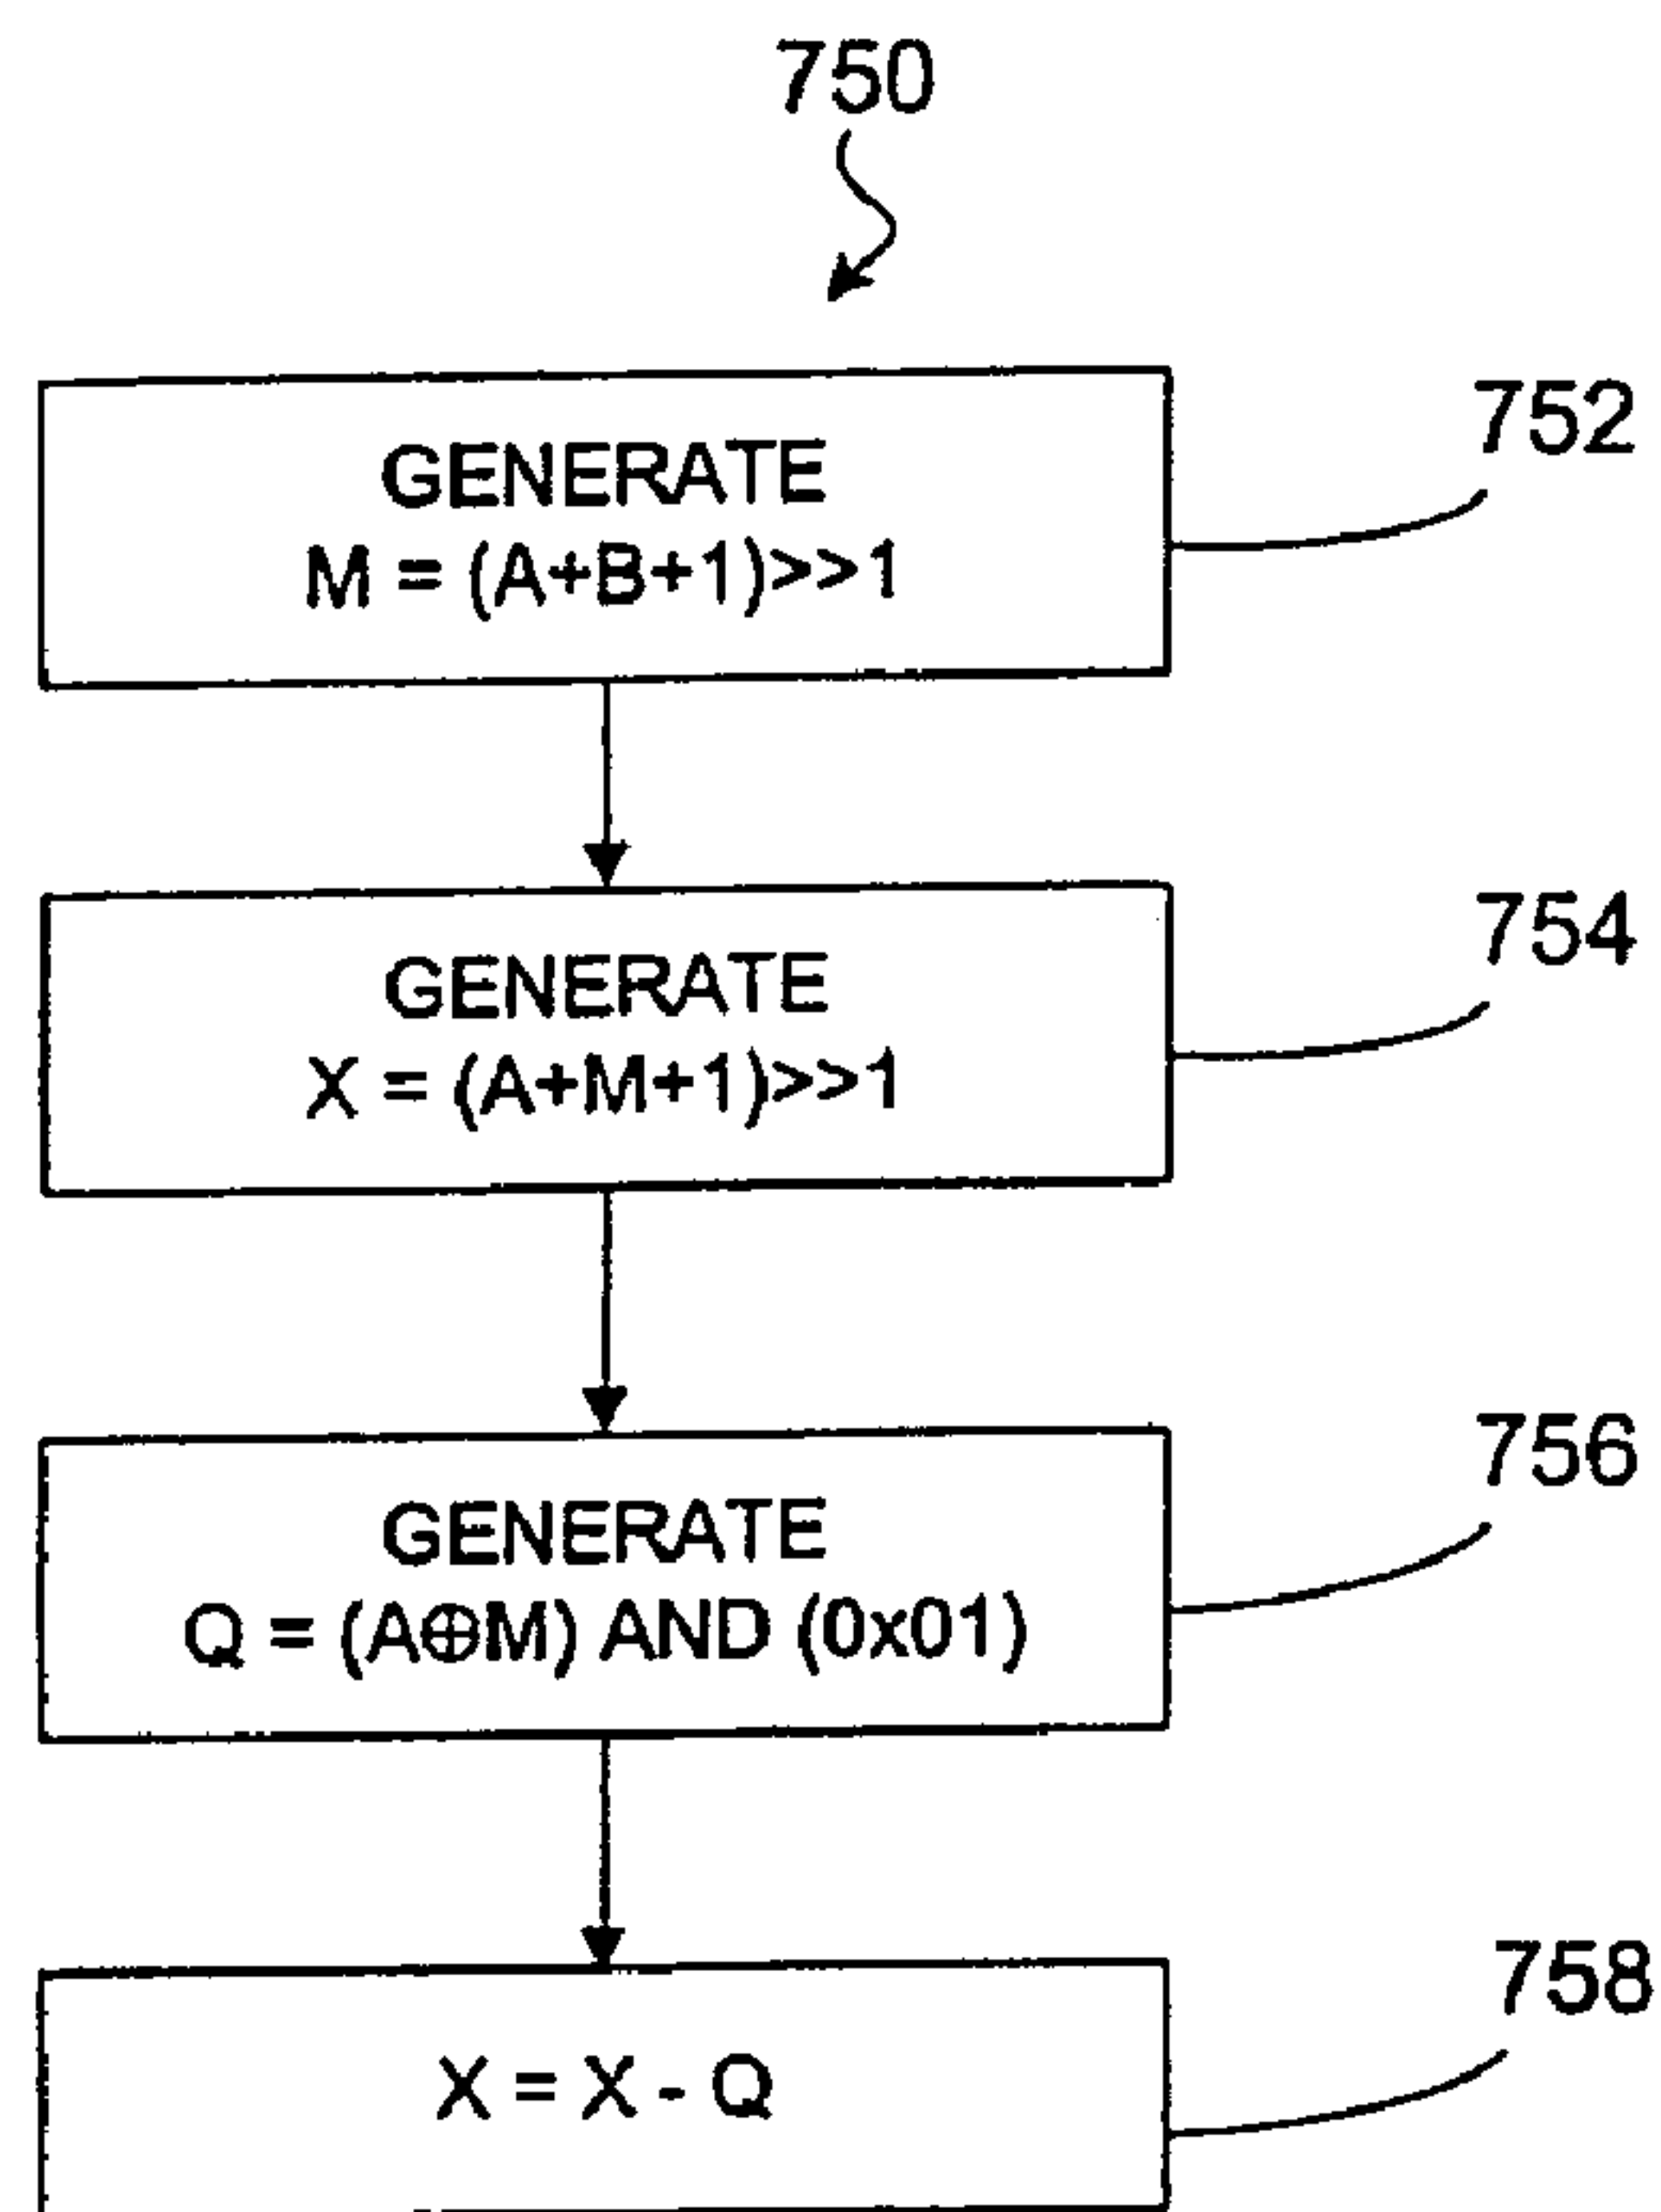 750
GENERATE
M = (A+B+1)>>1
752
GENERATE
X = (A+M+1)>>1
754
GENERATE
Q = (A⊕M) AND (0x01)
756
X = X - Q
758